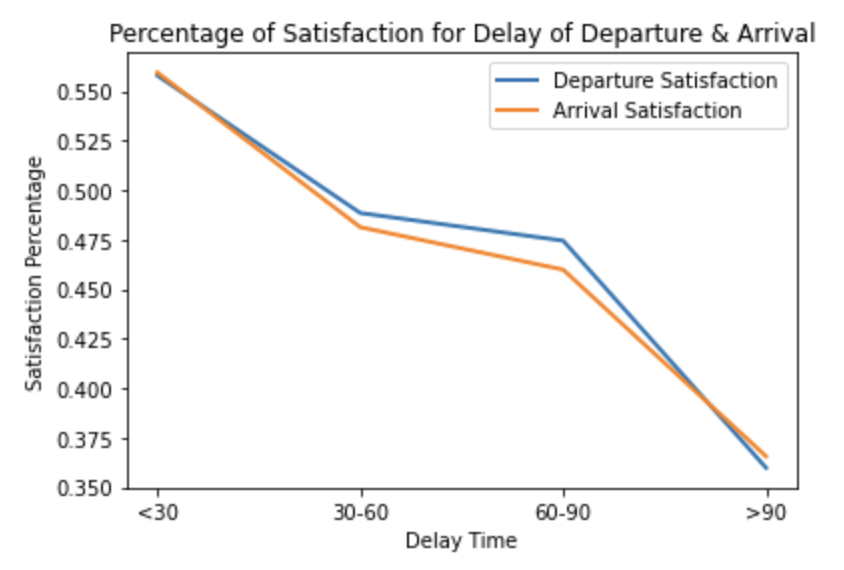 Percentage of Satisfaction for Delay of Departure & Arrival
Departure Satisfaction
Arrival Satisfaction
Satisfaction Percentage
0.550
0.525
0.500
0.475
0.450
0.425
0.400
0.375
0.350
<30 30-60 60-90 >90
Delay Time